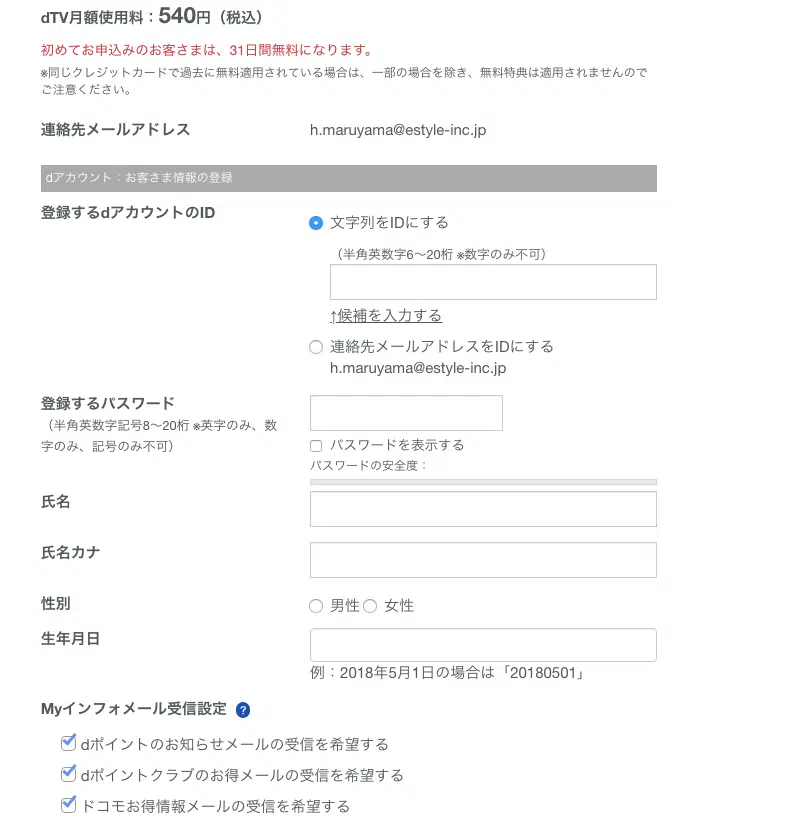 dTV月額使用料：540円（税込）
初めてお申込みのお客さまは、31日間無料になります。
※同じクレジットカードで過去に無料適用されている場合は、一部の場合を除き、無料特典は適用されませんので
ご注意ください。
連絡先メールアドレス h.maruyama@estyle-inc.jp
dアカウント：お客さま情報の登録
登録するdアカウントのID
文字列をIDにする
（半角英数字6〜20桁 ※数字のみ不可）
↑候補を入力する
連絡先メールアドレスをIDにする
h.maruyama@estyle-inc.jp
登録するパスワード
（半角英数字記号8〜20桁 ※英字のみ、数
字のみ、記号のみ不可）
パスワードを表示する
パスワードの安全度：
氏名
氏名カナ
性別 男性 女性
生年月日
例：2018年5月1日の場合は「20180501」
Myインフォメール受信設定 ?
dポイントのお知らせメールの受信を希望する
dポイントクラブのお得メールの受信を希望する
ドコモお得情報メールの受信を希望する